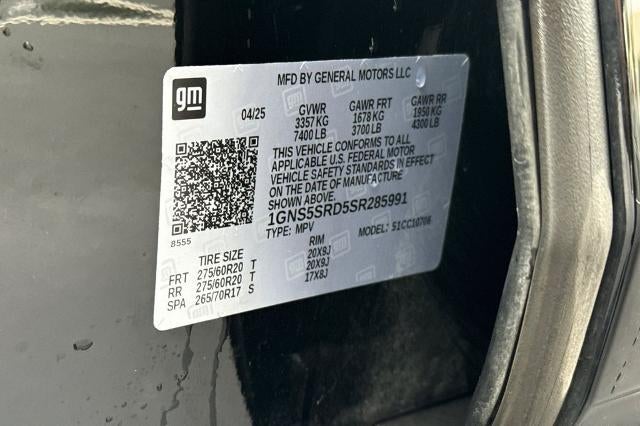 MFD BY GENERAL MOTORS LLC
gm
04/25 GVWR GAWR FRT GAWR RR
3357 KG 1678 KG 1950 KG
7400 LB 3700 LB 4300 LB
THIS VEHICLE CONFORMS TO ALL
APPLICABLE U.S. FEDERAL MOTOR
VEHICLE SAFETY STANDARDS IN EFFECT
ON THE DATE OF MANUFACTURE
SHOWN ABOVE.
1GNS5SRD5SR285991
TYPE: MPV MODEL: 51CC10706
8555
TIRE SIZE RIM
FRT 275/60R20 T 20X9J
RR 275/60R20 T 20X9J
SPA 265/70R17 S 17X8J